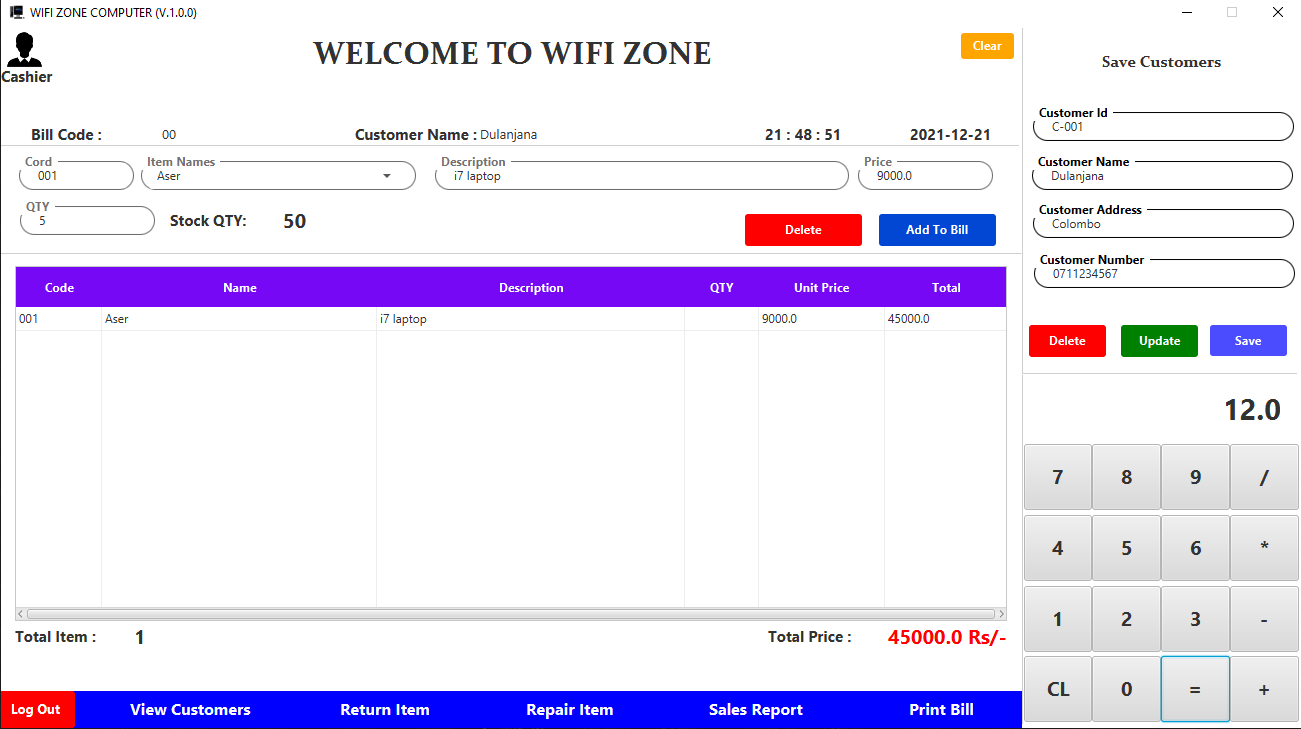 WIFI ZONE COMPUTER (V.1.0.0)
Cashier
WELCOME TO WIFI ZONE
Clear
Bill Code : 00 Customer Name : Dulanjana 21 : 48 : 51 2021-12-21
Cord Item Names Description Price
001 Aser i7 laptop 9000.0
QTY
5 Stock QTY: 50
Delete Add To Bill
Code Name Description QTY Unit Price Total
001 Aser i7 laptop 9000.0 45000.0
Total Item : 1 Total Price : 45000.0 Rs/-
Log Out View Customers Return Item Repair Item Sales Report Print Bill
Save Customers
Customer Id
C-001
Customer Name
Dulanjana
Customer Address
Colombo
Customer Number
0711234567
Delete Update Save
12.0
7 8 9 /
4 5 6 *
1 2 3 -
CL 0 = +